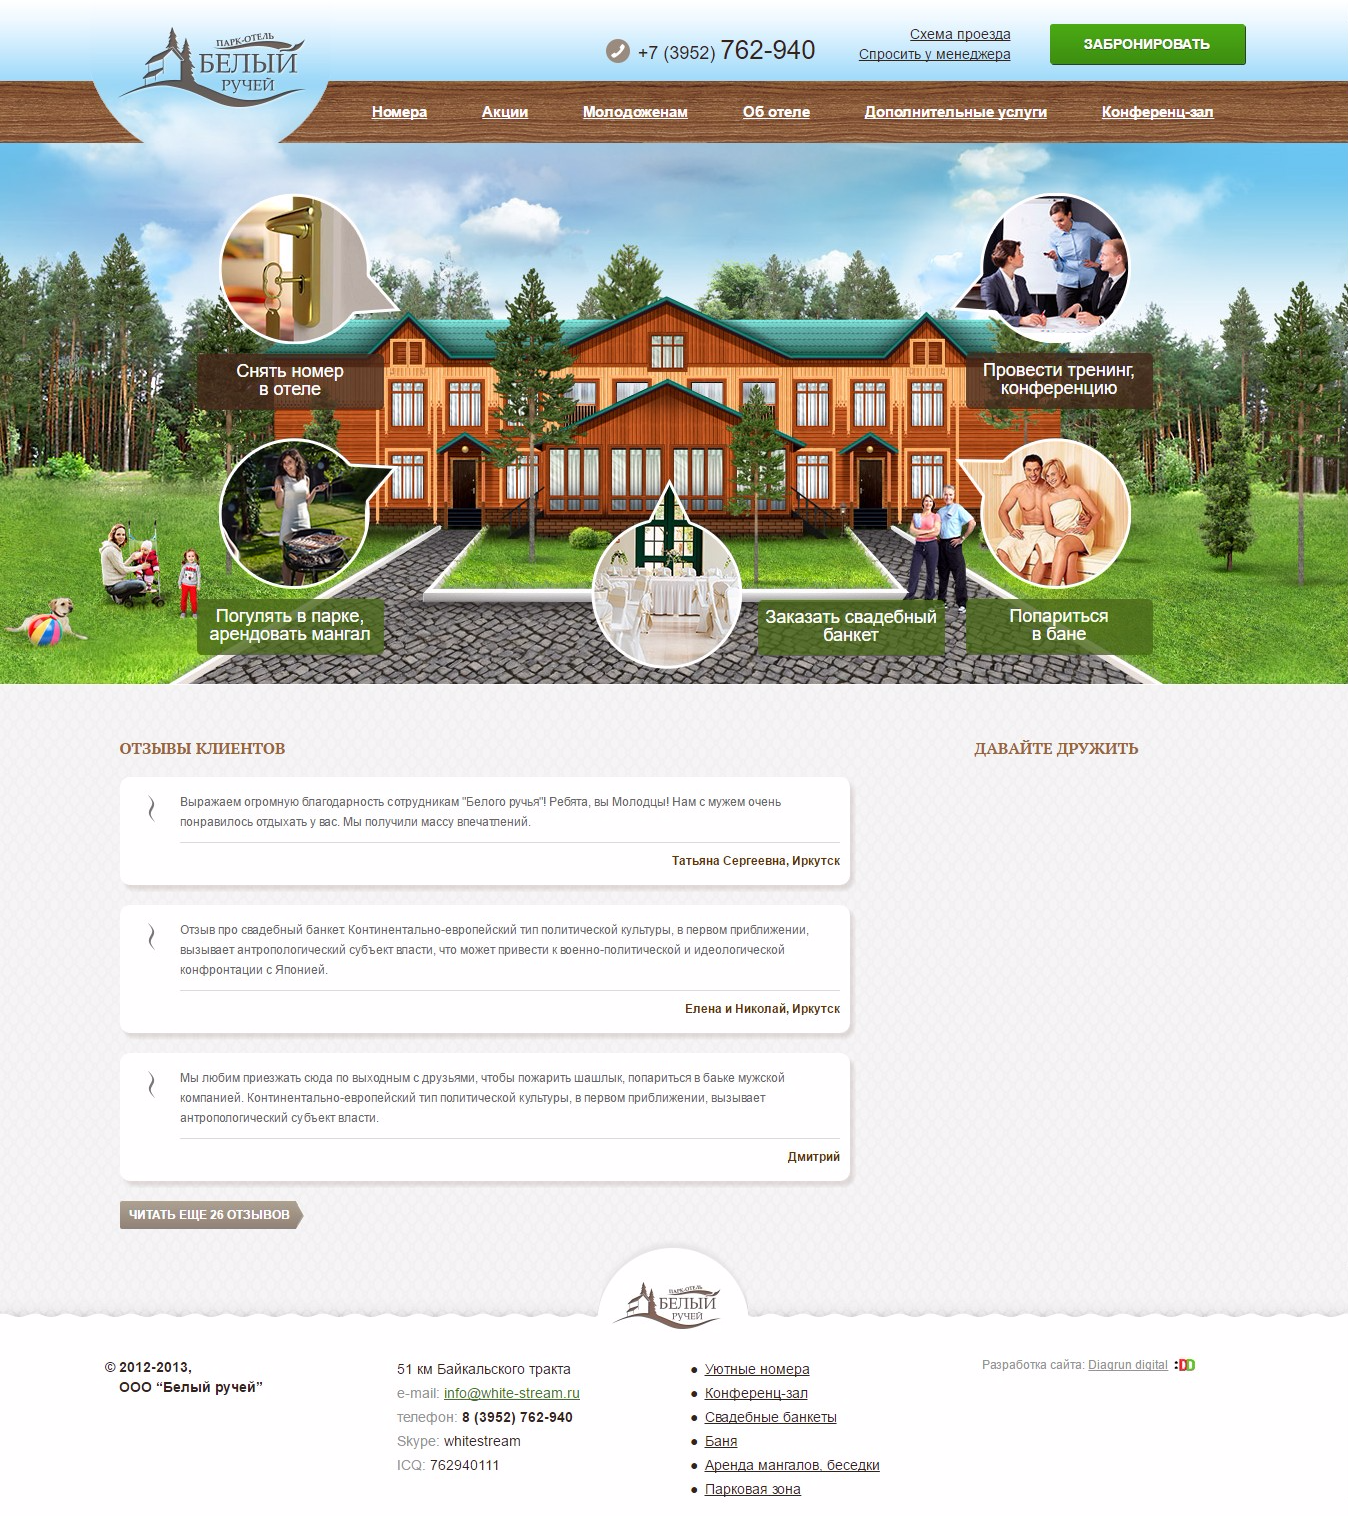 ПАРК-ОТЕЛЬ
БЕЛЫЙ
РУЧЕЙ
+7 (3952) 762-940
Схема проезда
Спросить у менеджера
ЗАБРОНИРОВАТЬ
Номера
Акции
Молодоженам
Об отеле
Дополнительные услуги
Конференц-зал
Снять номер
в отеле
Провести тренинг,
конференцию
Погулять в парке,
арендовать мангал
Заказать свадебный
банкет
Попариться
в бане
ОТЗЫВЫ КЛИЕНТОВ
ДАВАЙТЕ ДРУЖИТЬ
Выражаем огромную благодарность сотрудникам "Белого ручья"! Ребята, вы Молодцы! Нам с мужем очень
понравилось отдыхать у вас. Мы получили массу впечатлений.
Татьяна Сергеевна, Иркутск
Отзыв про свадебный банкет. Континентально-европейский тип политической культуры, в первом приближении,
вызывает антропологический субъект власти, что может привести к военно-политической и идеологической
конфронтации с Японией.
Елена и Николай, Иркутск
Мы любим приезжать сюда по выходным с друзьями, чтобы пожарить шашлык, попариться в баьке мужской
компанией. Континентально-европейский тип политической культуры, в первом приближении, вызывает
антропологический субъект власти.
Дмитрий
ЧИТАТЬ ЕЩЕ 26 ОТЗЫВОВ
ПАРК-ОТЕЛЬ
БЕЛЫЙ
РУЧЕЙ
© 2012-2013,
ООО “Белый ручей”
51 км Байкальского тракта
e-mail: info@white-stream.ru
телефон: 8 (3952) 762-940
Skype: whitestream
ICQ: 762940111
● Уютные номера
● Конференц-зал
● Свадебные банкеты
● Баня
● Аренда мангалов, беседки
● Парковая зона
Разработка сайта: Diagrun digital :DD